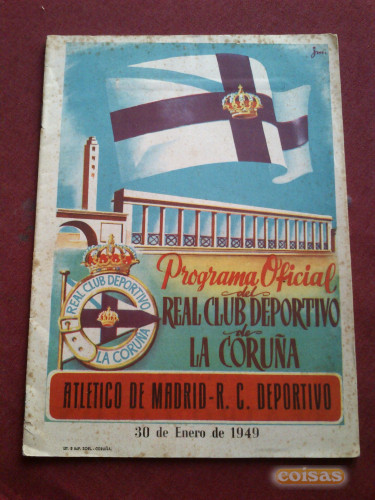 Programa Oficial
del
REAL CLUB DEPORTIVO
de
LA CORUÑA
REAL CLUB DEPORTIVO
LA CORUÑA
ATLETICO DE MADRID - R. C. DEPORTIVO
30 de Enero de 1949
coisas